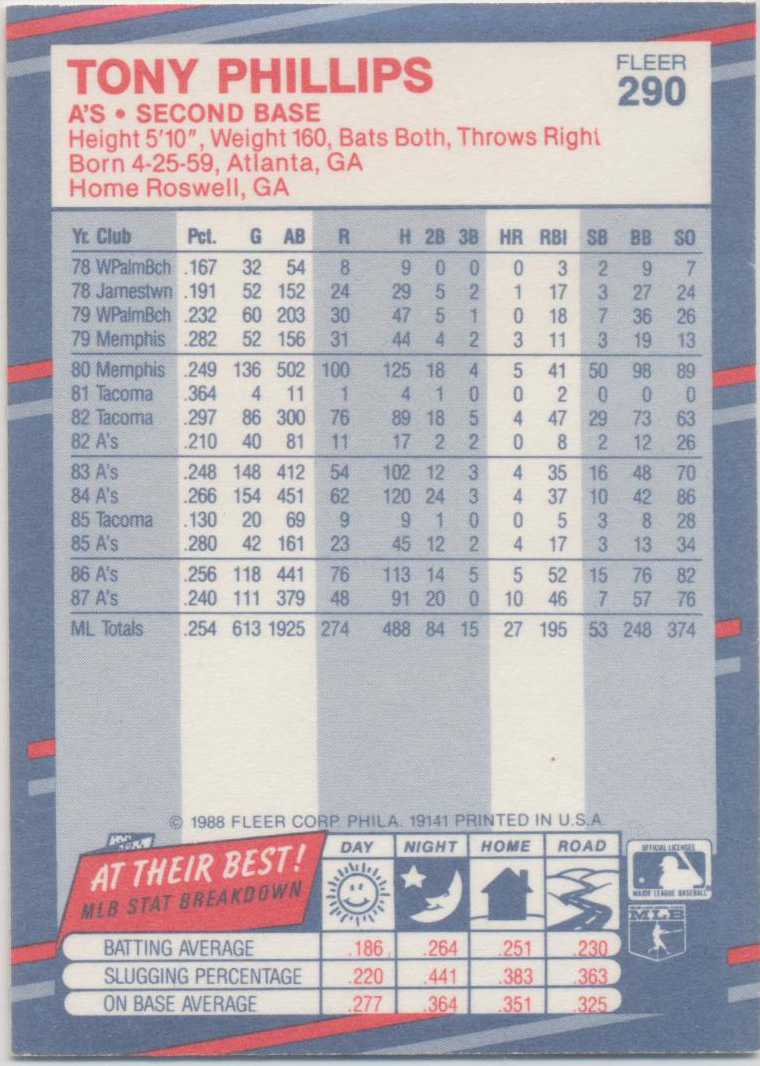 TONY PHILLIPS
FLEER
290
A'S • SECOND BASE
Height 5'10", Weight 160, Bats Both, Throws Right
Born 4-25-59, Atlanta, GA
Home Roswell, GA
Yr. Club Pct. G AB R H 2B 3B HR RBI SB BB SO
78 WPalmBch .167 32 54 8 9 0 0 0 3 2 9 7
78 Jamestwn .191 52 152 24 29 5 2 1 17 3 27 24
79 WPalmBch .232 60 203 30 47 5 1 0 18 7 36 26
79 Memphis .282 52 156 31 44 4 2 3 11 3 19 13
80 Memphis .249 136 502 100 125 18 4 5 41 50 98 89
81 Tacoma .364 4 11 1 4 1 0 0 2 0 0 0
82 Tacoma .297 86 300 76 89 18 5 4 47 29 73 63
82 A's .210 40 81 11 17 2 2 0 8 2 12 26
83 A's .248 148 412 54 102 12 3 4 35 16 48 70
84 A's .266 154 451 62 120 24 3 4 37 10 42 86
85 Tacoma .130 20 69 9 9 1 0 0 5 3 8 28
85 A's .280 42 161 23 45 12 2 4 17 3 13 34
86 A's .256 118 441 76 113 14 5 5 52 15 76 82
87 A's .240 111 379 48 91 20 0 10 46 7 57 76
ML Totals .254 613 1925 274 488 84 15 27 195 53 248 374
© 1988 FLEER CORP. PHILA. 19141 PRINTED IN U.S.A.
AT THEIR BEST!
MLB STAT BREAKDOWN
DAY NIGHT HOME ROAD
OFFICIAL LICENSEE
MAJOR LEAGUE BASEBALL
MLB
BATTING AVERAGE .186 .264 .251 .230
SLUGGING PERCENTAGE .220 .441 .383 .363
ON BASE AVERAGE .277 .364 .351 .325